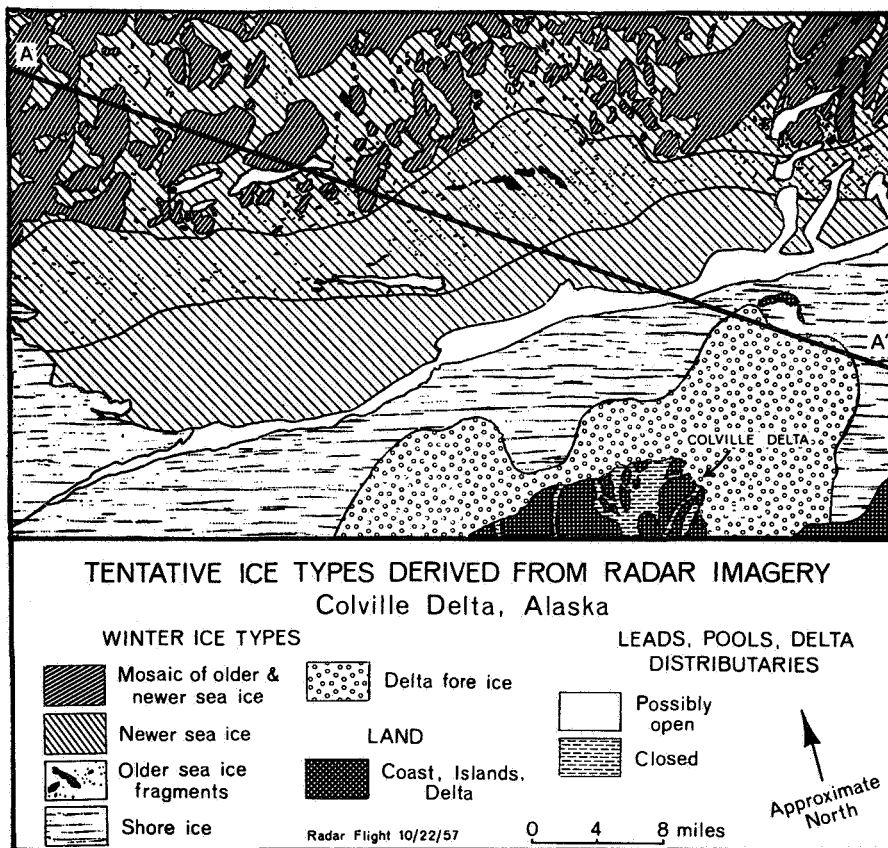 A
A'
COLVILLE DELTA
TENTATIVE ICE TYPES DERIVED FROM RADAR IMAGERY
Colville Delta, Alaska
WINTER ICE TYPES
Mosaic of older &
newer sea ice
Newer sea ice
Older sea ice
fragments
Shore ice
Delta fore ice
LAND
Coast, Islands,
Delta
Radar Flight 10/22/57
LEADS, POOLS, DELTA
DISTRIBUTARIES
Possibly
open
Closed
Approximate
North
0 4 8 miles